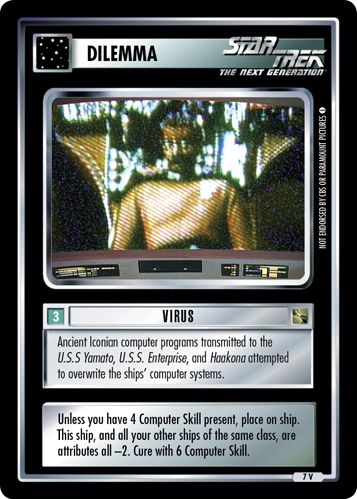 DILEMMA
STAR TREK
THE NEXT GENERATION
NOT ENDORSED BY CBS OR PARAMOUNT PICTURES
3 VIRUS
Ancient Iconian computer programs transmitted to the
U.S.S Yamato, U.S.S. Enterprise, and Haakona attempted
to overwrite the ships' computer systems.
Unless you have 4 Computer Skill present, place on ship.
This ship, and all your other ships of the same class, are
attributes all –2. Cure with 6 Computer Skill.
7 V